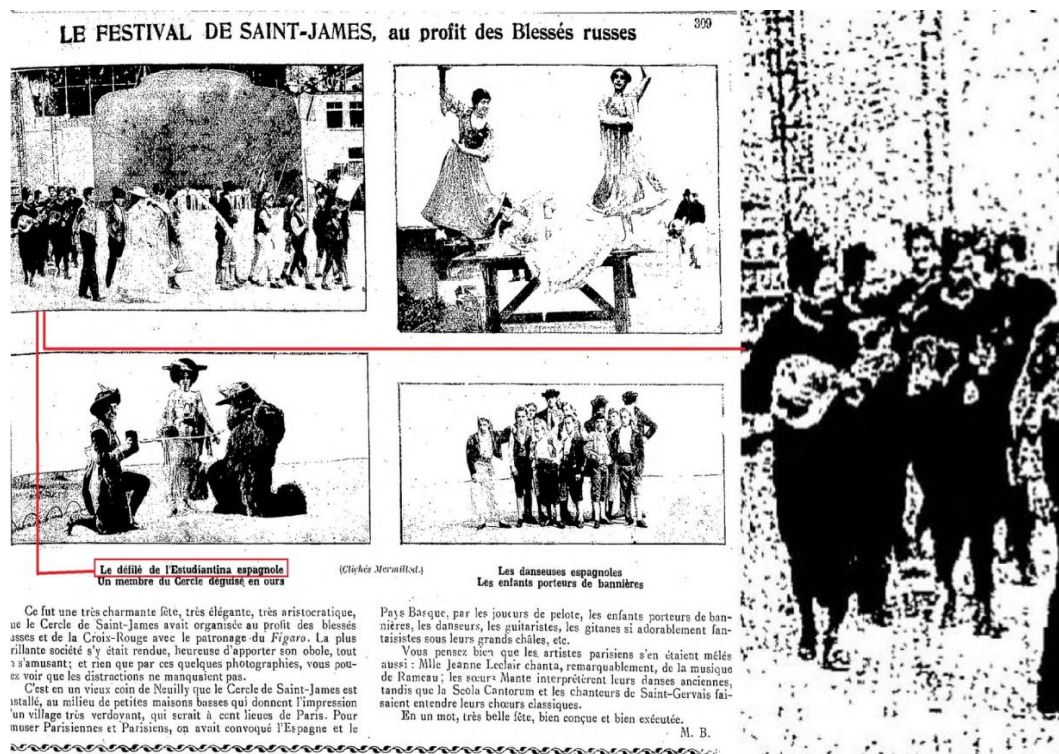 309
LE FESTIVAL DE SAINT-JAMES, au profit des Blessés russes
Le défilé de l'Estudiantina espagnole
Un membre du Cercle déguisé en ours
(Clichés Mermillod.)
Les danseuses espagnoles
Les enfants porteurs de bannières
Ce fut une très charmante fête, très élégante, très aristocratique,
ue le Cercle de Saint-James avait organisée au profit des blessés
usses et de la Croix-Rouge avec le patronage du Figaro. La plus
rillante société s'y était rendue, heureuse d'apporter son obole, tout
n s'amusant; et rien que par ces quelques photographies, vous pou-
ez voir que les distractions ne manquaient pas.
C'est en un vieux coin de Neuilly que le Cercle de Saint-James est
nstallé, au milieu de petites maisons basses qui donnent l'impression
'un village très verdoyant, qui serait à cent lieues de Paris. Pour
muser Parisiennes et Parisiens, on avait convoqué l'Espagne et le
Pays Basque, par les joueurs de pelote, les enfants porteurs de ban-
nières, les danseurs, les guitaristes, les gitanes si adorablement fan-
taisistes sous leurs grands châles, etc.
Vous pensez bien que les artistes parisiens s'en étaient mêlés
aussi : Mlle Jeanne Leclair chanta, remarquablement, de la musique
de Rameau; les sœurs Mante interprétèrent leurs danses anciennes,
tandis que la Scola Cantorum et les chanteurs de Saint-Gervais fai-
saient entendre leurs chœurs classiques.
En un mot, très belle fête, bien conçue et bien exécutée.
M. B.